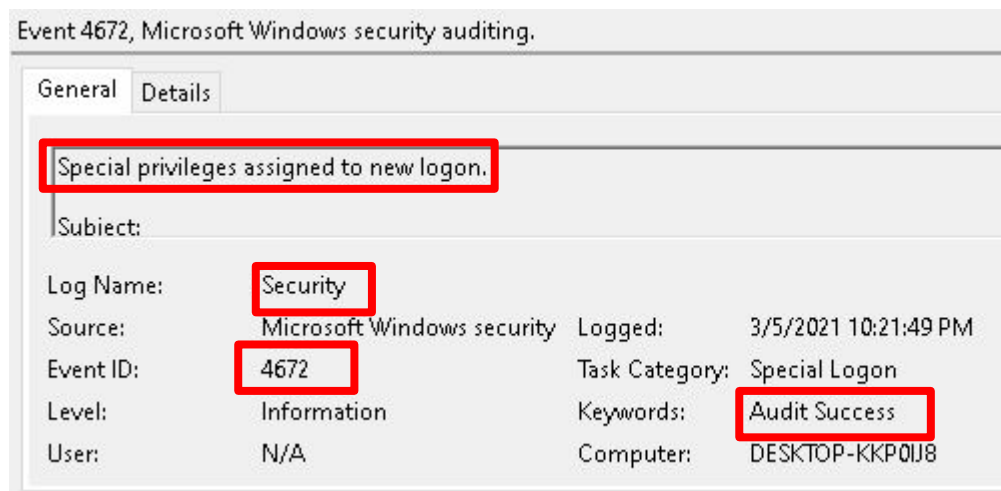 Event 4672, Microsoft Windows security auditing.
General Details
Special privileges assigned to new logon.
Subject:
Log Name: Security
Source: Microsoft Windows security Logged: 3/5/2021 10:21:49 PM
Event ID: 4672 Task Category: Special Logon
Level: Information Keywords: Audit Success
User: N/A Computer: DESKTOP-KKP0IJ8